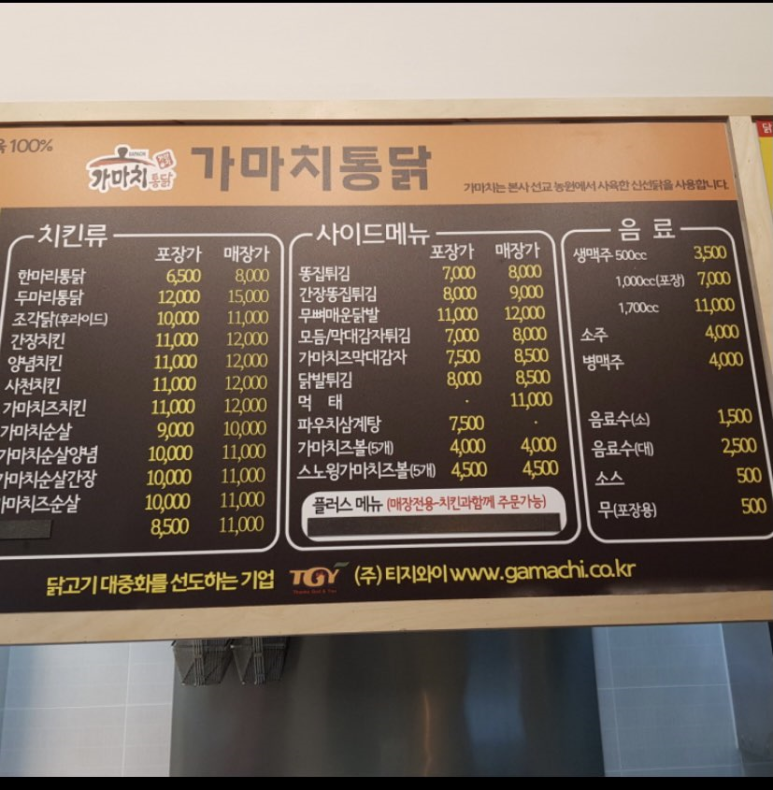 100%
가마치통닭
가마치통닭
가마치는 본사 선교 농원에서 사육한 신선닭을 사용합니다.
치킨류
포장가 매장가
한마리통닭 6,500 8,000
두마리통닭 12,000 15,000
조각닭(후라이드) 10,000 11,000
간장치킨 11,000 12,000
양념치킨 11,000 12,000
사천치킨 11,000 12,000
가마치즈치킨 11,000 12,000
가마치순살 9,000 10,000
가마치순살양념 10,000 11,000
가마치순살간장 10,000 11,000
가마치즈순살 10,000 11,000
8,500 11,000
사이드메뉴
포장가 매장가
똥집튀김 7,000 8,000
간장똥집튀김 8,000 9,000
무뼈매운닭발 11,000 12,000
모듬/막대감자튀김 7,000 8,000
가마치즈막대감자 7,500 8,500
닭발튀김 8,000 8,500
먹 태 · 11,000
파우치삼계탕 7,500 ·
가마치즈볼(5개) 4,000 4,000
스노윙가마치즈볼(5개) 4,500 4,500
플러스 메뉴 (매장전용-치킨과함께 주문가능)
음 료
생맥주 500cc 3,500
1,000cc(포장) 7,000
1,700cc 11,000
소주 4,000
병맥주 4,000
음료수(소) 1,500
음료수(대) 2,500
소스 500
무(포장용) 500
닭고기 대중화를 선도하는 기업 TGY (주) 티지와이 www.gamachi.co.kr
닭